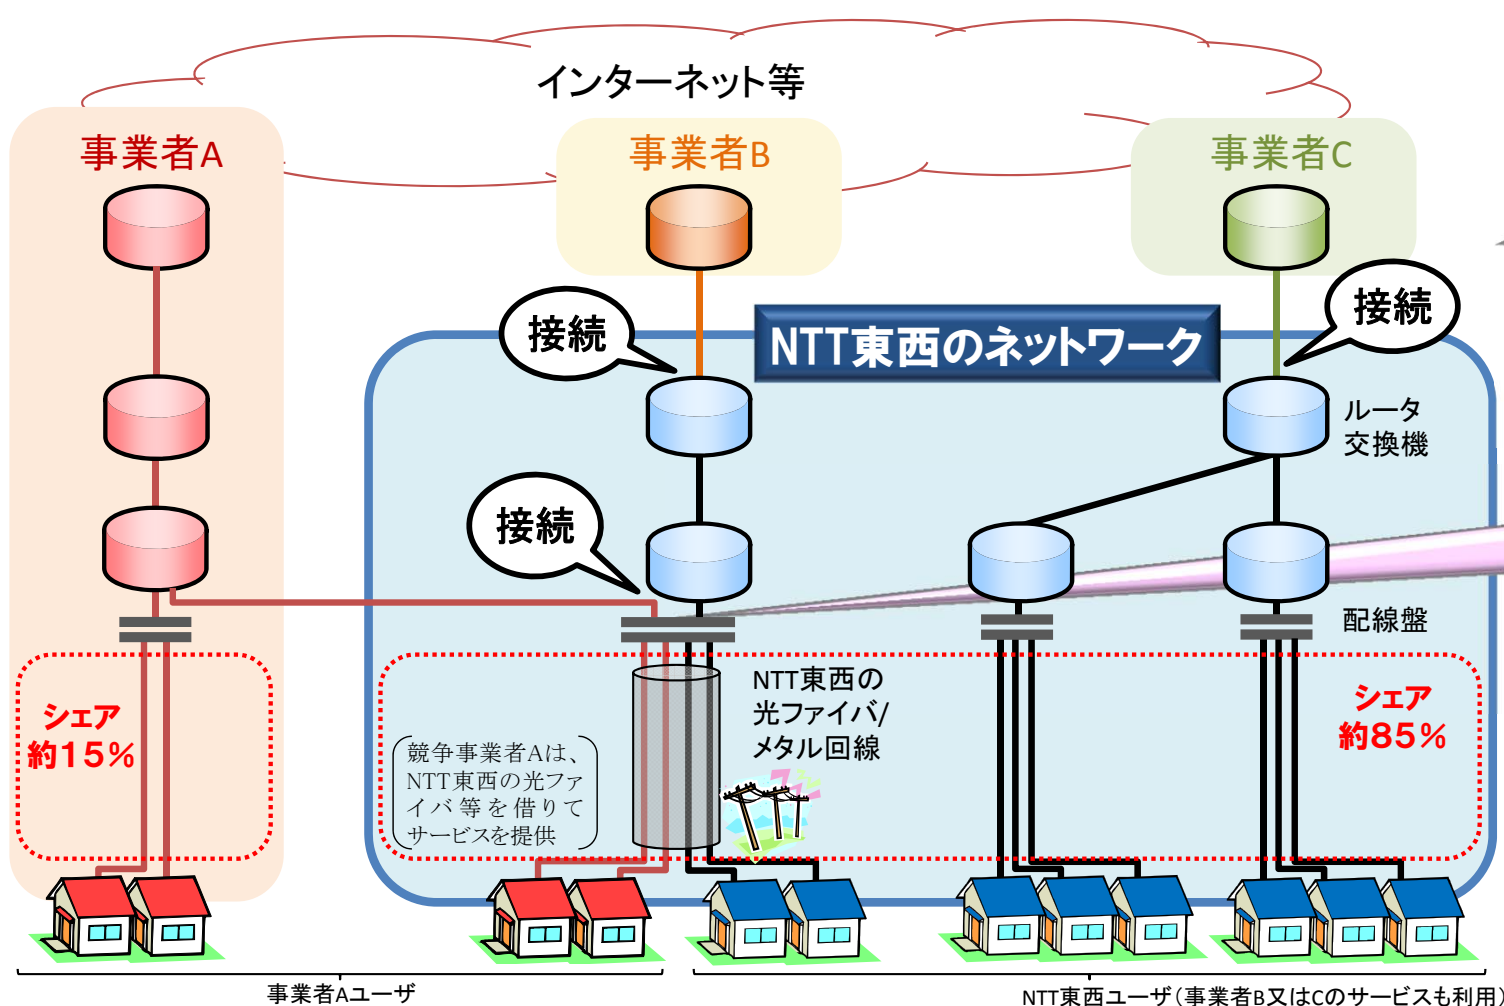 インターネット等
事業者A
事業者B
事業者C
接続
接続
NTT東西のネットワーク
ルータ
交換機
接続
配線盤
シェア
約15%
NTT東西の
光ファイバ/
メタル回線
競争事業者Aは、
NTT東西の光ファ
イバ等を借りて
サービスを提供
シェア
約85%
事業者Aユーザ
NTT東西ユーザ(事業者B又はCのサービスも利用)